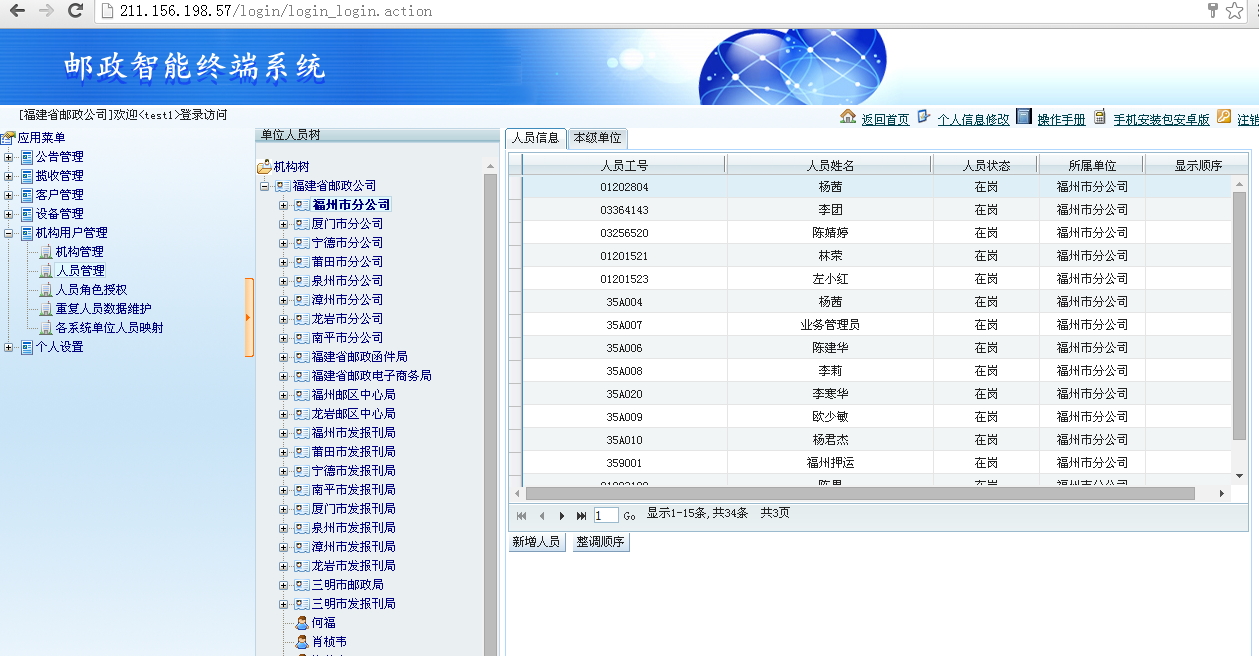 211.156.198.57/login/login_login.action
邮政智能终端系统
[福建省邮政公司]欢迎<test1>登录访问
返回首页 个人信息修改 操作手册 手机安装包安卓版 注销
应用菜单
公告管理
揽收管理
客户管理
设备管理
机构用户管理
机构管理
人员管理
人员角色授权
重复人员数据维护
各系统单位人员映射
个人设置
单位人员树
机构树
福建省邮政公司
福州市分公司
厦门市分公司
宁德市分公司
莆田市分公司
泉州市分公司
漳州市分公司
龙岩市分公司
南平市分公司
福建省邮政函件局
福建省邮政电子商务局
福州邮区中心局
龙岩邮区中心局
福州市发报刊局
莆田市发报刊局
宁德市发报刊局
南平市发报刊局
厦门市发报刊局
泉州市发报刊局
漳州市发报刊局
龙岩市发报刊局
三明市邮政局
三明市发报刊局
何福
肖桢韦
人员信息 本级单位
人员工号 人员姓名 人员状态 所属单位 显示顺序
01202804 杨茜 在岗 福州市分公司
03364143 李团 在岗 福州市分公司
03256520 陈婧婷 在岗 福州市分公司
01201521 林荣 在岗 福州市分公司
01201523 左小红 在岗 福州市分公司
35A004 杨茜 在岗 福州市分公司
35A007 业务管理员 在岗 福州市分公司
35A006 陈建华 在岗 福州市分公司
35A008 李莉 在岗 福州市分公司
35A020 李寒华 在岗 福州市分公司
35A009 欧少敏 在岗 福州市分公司
35A010 杨君杰 在岗 福州市分公司
359001 福州押运 在岗 福州市分公司
在岗 福州市分公司
1 Go 显示1-15条,共34条 共3页
新增人员 整调顺序